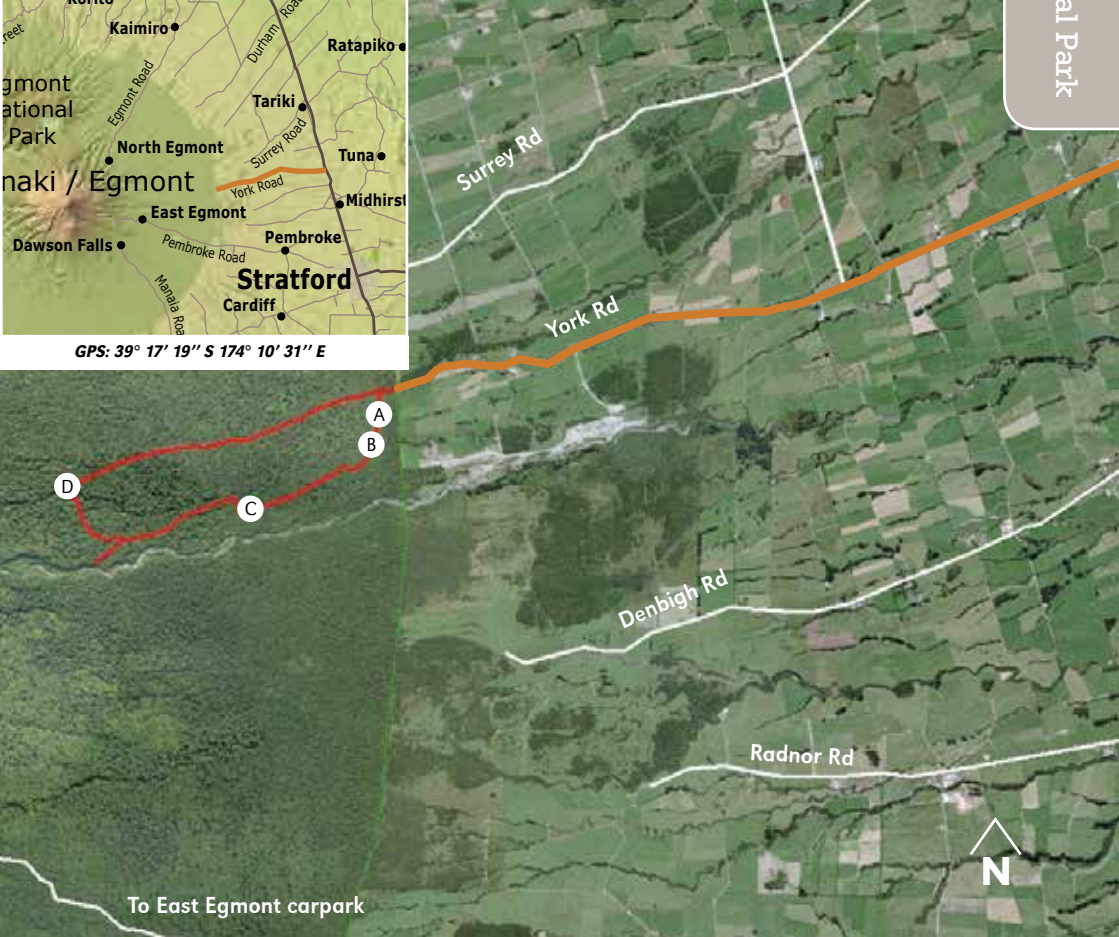 Kaimiro
Durham Road
Ratapiko
gmont
ational
Park
Egmont Road
Tariki
Surrey Road
North Egmont
Tuna
naki / Egmont
York Road
Midhirst
East Egmont
Dawson Falls
Pembroke Road
Pembroke
Stratford
Manaia Roa
Cardiff
GPS: 39° 17’ 19’’ S 174° 10’ 31’’ E
al Park
Surrey Rd
York Rd
A
B
D
C
Denbigh Rd
Radnor Rd
N
To East Egmont carpark